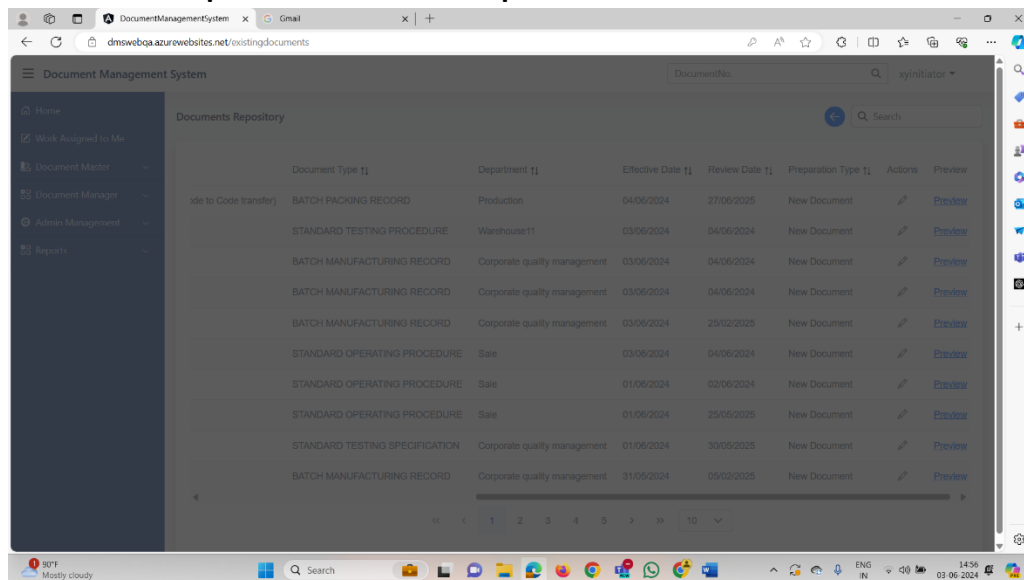 DocumentManagementSystem
Gmail
dmswebqa.azurewebsites.net/existingdocuments
Document Management System
DocumentNo.
xyinitiator
Home
Work Assigned to Me
Document Master
Document Manager
Admin Management
Reports
Documents Repository
Search
Document Type Department Effective Date Review Date Preparation Type Actions Preview
ode to Code transfer) BATCH PACKING RECORD Production 04/06/2024 27/06/2025 New Document Preview
STANDARD TESTING PROCEDURE Warehouse11 03/06/2024 04/06/2024 New Document Preview
BATCH MANUFACTURING RECORD Corporate quality management 03/06/2024 04/06/2024 New Document Preview
BATCH MANUFACTURING RECORD Corporate quality management 03/06/2024 04/06/2024 New Document Preview
BATCH MANUFACTURING RECORD Corporate quality management 03/06/2024 25/02/2025 New Document Preview
STANDARD OPERATING PROCEDURE Sale 03/06/2024 04/06/2024 New Document Preview
STANDARD OPERATING PROCEDURE Sale 01/06/2024 02/06/2024 New Document Preview
STANDARD OPERATING PROCEDURE Sale 01/06/2024 25/05/2025 New Document Preview
STANDARD TESTING SPECIFICATION Corporate quality management 01/06/2024 30/05/2025 New Document Preview
BATCH MANUFACTURING RECORD Corporate quality management 31/05/2024 05/02/2025 New Document Preview
1 2 3 4 5 10
90°F
Mostly cloudy
Search
ENG
IN
14:56
03-06-2024